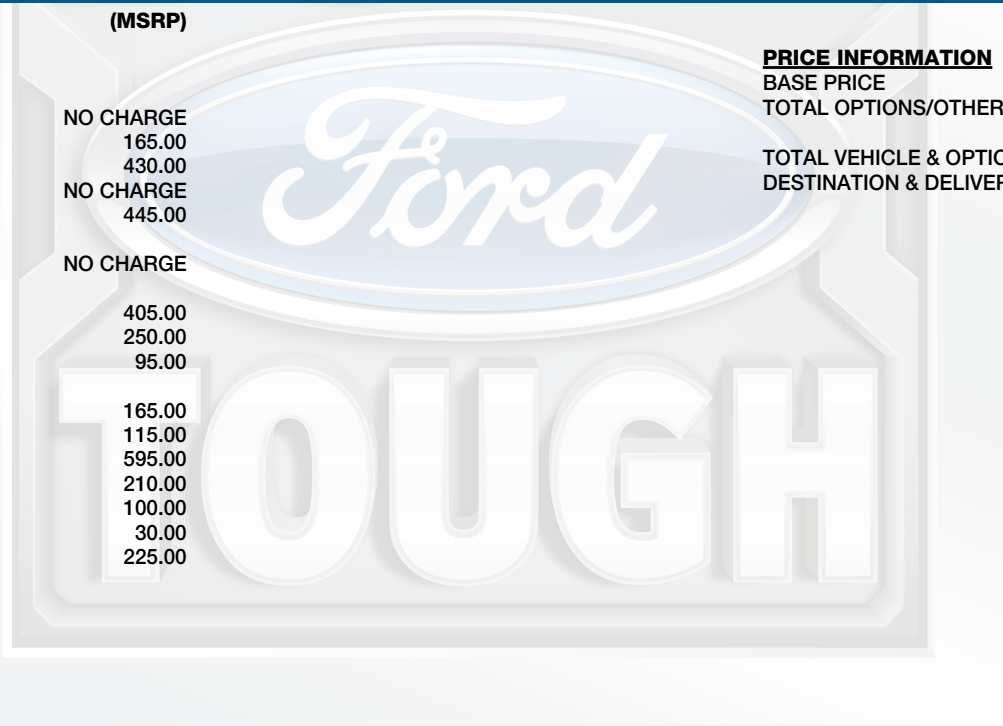 (MSRP)
NO CHARGE
165.00
430.00
NO CHARGE
445.00
NO CHARGE
405.00
250.00
95.00
165.00
115.00
595.00
210.00
100.00
30.00
225.00
PRICE INFORMATION
BASE PRICE
TOTAL OPTIONS/OTHER
TOTAL VEHICLE & OPTIO
DESTINATION & DELIVER
Ford
TOUGH